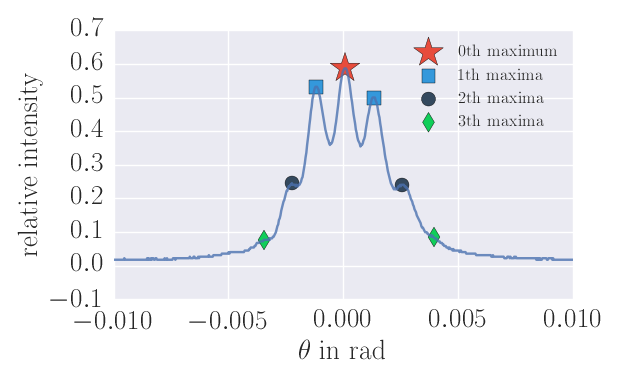 0.7
0.6
0.5
0.4
0.3
0.2
0.1
0.0
−0.1
relative intensity
0th maximum
1th maxima
2th maxima
3th maxima
−0.010 −0.005 0.000 0.005 0.010
θ in rad